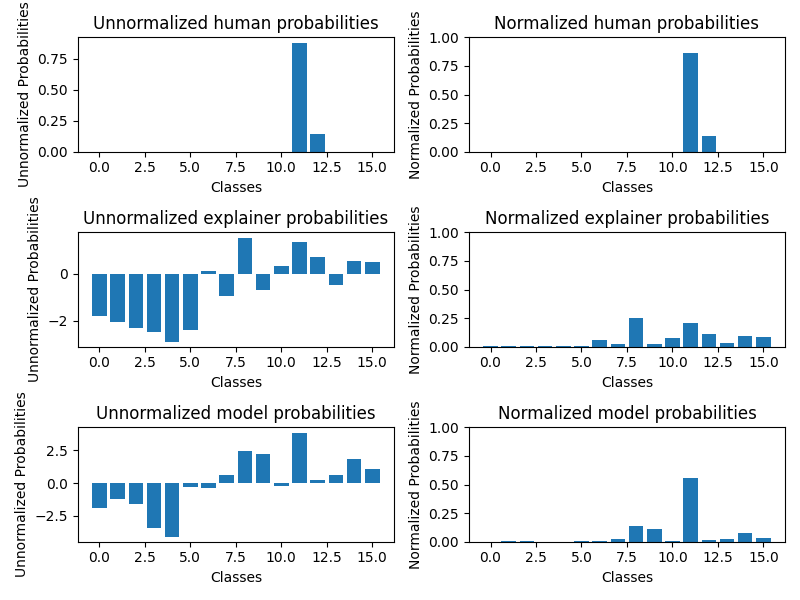 Unnormalized human probabilities
Unnormalized Probabilities
0.75
0.50
0.25
0.00
0.0 2.5 5.0 7.5 10.0 12.5 15.0
Classes
Normalized human probabilities
Normalized Probabilities
1.00
0.75
0.50
0.25
0.00
0.0 2.5 5.0 7.5 10.0 12.5 15.0
Classes
Unnormalized explainer probabilities
Unnormalized Probabilities
0
−2
0.0 2.5 5.0 7.5 10.0 12.5 15.0
Classes
Normalized explainer probabilities
Normalized Probabilities
1.00
0.75
0.50
0.25
0.00
0.0 2.5 5.0 7.5 10.0 12.5 15.0
Classes
Unnormalized model probabilities
Unnormalized Probabilities
2.5
0.0
−2.5
0.0 2.5 5.0 7.5 10.0 12.5 15.0
Classes
Normalized model probabilities
Normalized Probabilities
1.00
0.75
0.50
0.25
0.00
0.0 2.5 5.0 7.5 10.0 12.5 15.0
Classes